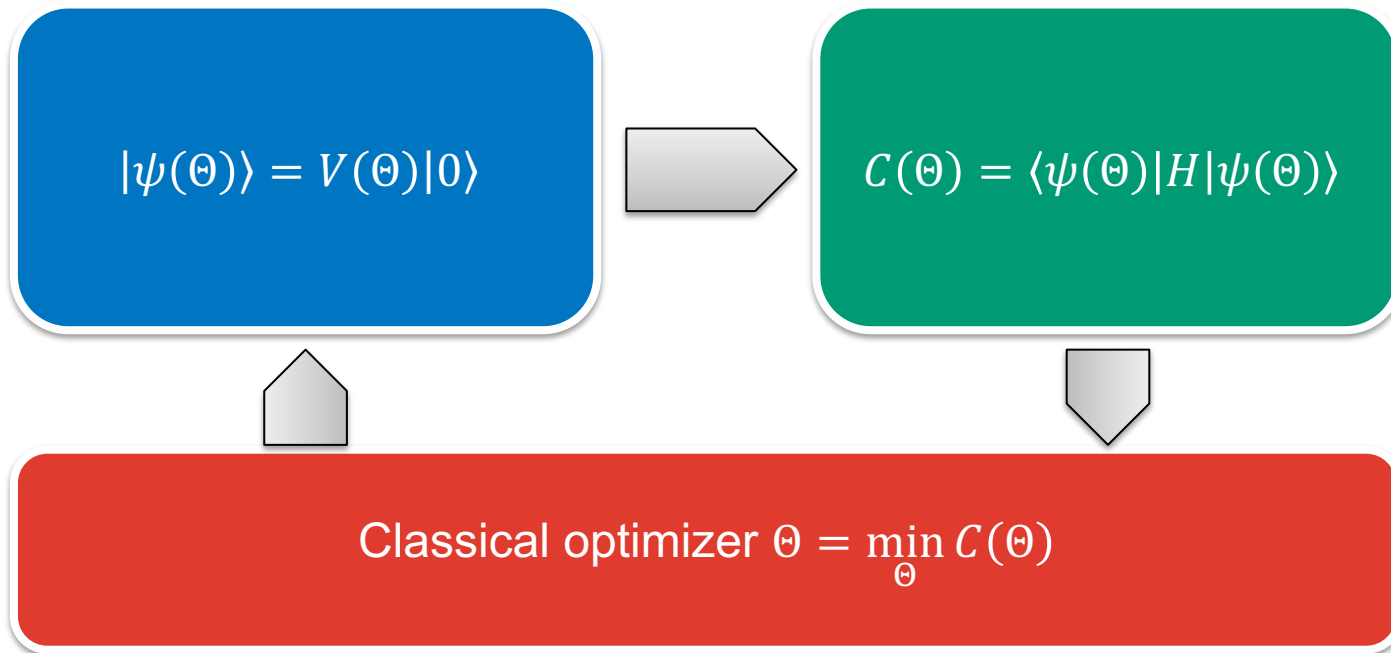 |ψ(Θ)⟩ = V(Θ)|0⟩
C(Θ) = ⟨ψ(Θ)|H|ψ(Θ)⟩
Classical optimizer Θ = min C(Θ)
Θ